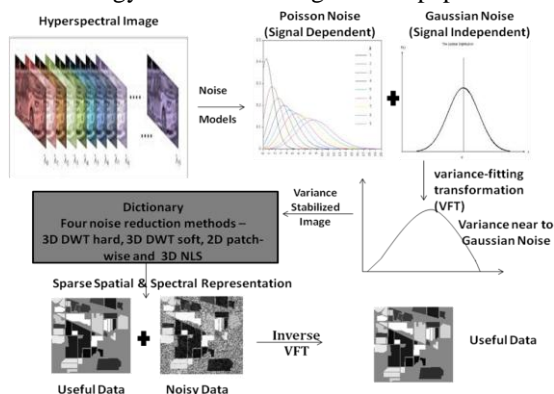 Hyperspectral Image
Poisson Noise
(Signal Dependent)
Gaussian Noise
(Signal Independent)
Noise
Models
variance-fitting
transformation
(VFT)
Variance near to
Gaussian Noise
Variance
Stabilized
Image
Dictionary
Four noise reduction methods –
3D DWT hard, 3D DWT soft, 2D patch-
wise and 3D NLS
Sparse Spatial & Spectral Representation
Inverse
VFT
Useful Data
Useful Data
Noisy Data